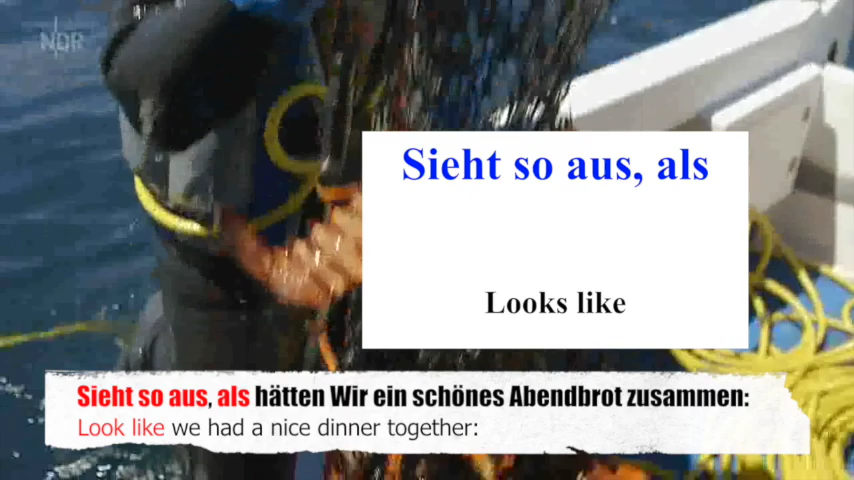 NDR
Sieht so aus, als
Looks like
Sieht so aus, als hätten Wir ein schönes Abendbrot zusammen:
Look like we had a nice dinner together: